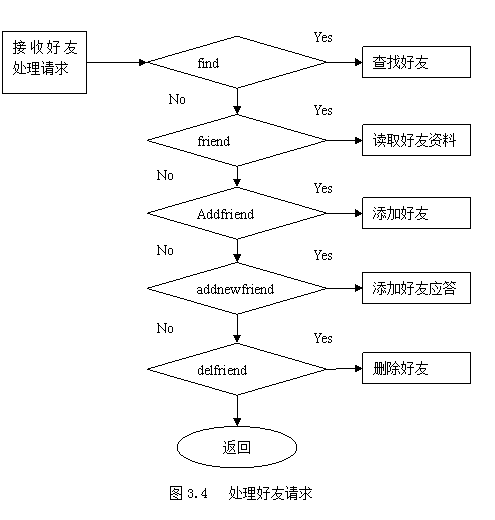 接收好友
处理请求
Yes
find
查找好友
No
Yes
friend
读取好友资料
No
Yes
Addfriend
添加好友
No
Yes
addnewfriend
添加好友应答
No
Yes
delfriend
删除好友
返回
图 3.4 处理好友请求